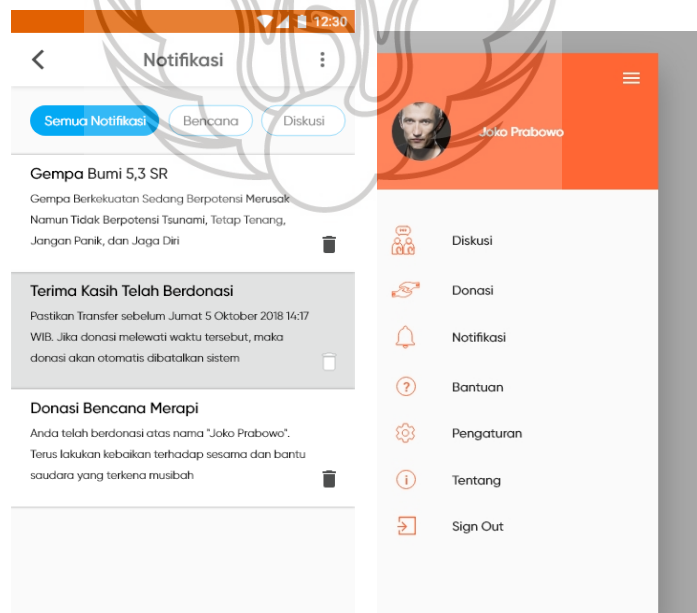 12:30
Notifikasi
Semua Notifikasi
Bencana
Diskusi
Gempa Bumi 5,3 SR
Gempa Berkekuatan Sedang Berpotensi Merusak
Namun Tidak Berpotensi Tsunami, Tetap Tenang,
Jangan Panik, dan Jaga Diri
Terima Kasih Telah Berdonasi
Pastikan Transfer sebelum Jumat 5 Oktober 2018 14:17
WIB. Jika donasi melewati waktu tersebut, maka
donasi akan otomatis dibatalkan sistem
Donasi Bencana Merapi
Anda telah berdonasi atas nama "Joko Prabowo".
Terus lakukan kebaikan terhadap sesama dan bantu
saudara yang terkena musibah
Joko Prabowo
Diskusi
Donasi
Notifikasi
Bantuan
Pengaturan
Tentang
Sign Out